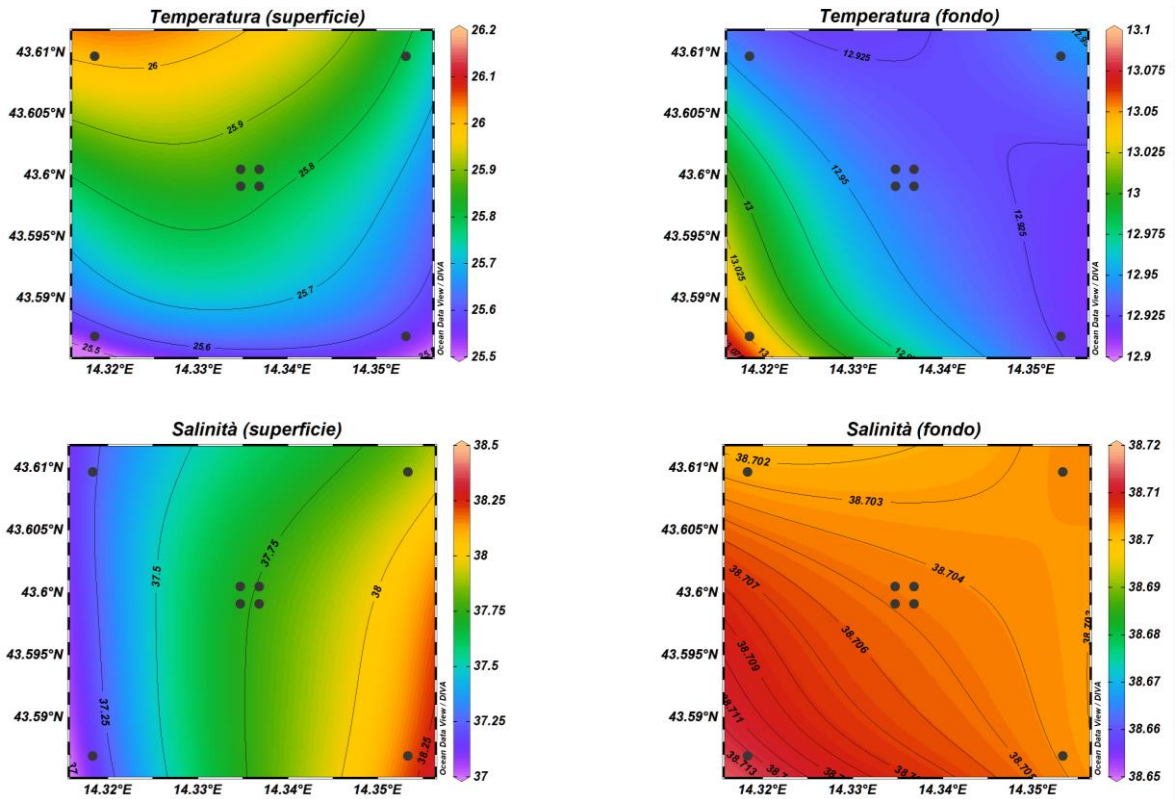 Temperatura (superficie)
43.61°N
43.605°N
43.6°N
43.595°N
43.59°N
14.32°E 14.33°E 14.34°E 14.35°E
26
25.9
25.8
25.7
25.6
25.5
26.2
26.1
26
25.9
25.8
25.7
25.6
25.5
Ocean Data View / DIVA
Temperatura (fondo)
43.61°N
43.605°N
43.6°N
43.595°N
43.59°N
14.32°E 14.33°E 14.34°E 14.35°E
12.925
12.95
13
13.025
12.925
13.1
13.075
13.05
13.025
13
12.975
12.95
12.925
12.9
Ocean Data View / DIVA
Salinità (superficie)
43.61°N
43.605°N
43.6°N
43.595°N
43.59°N
14.32°E 14.33°E 14.34°E 14.35°E
37.5
37.75
38
37.25
38.25
37
38.5
38.25
38
37.75
37.5
37.25
37
Ocean Data View / DIVA
Salinità (fondo)
43.61°N
43.605°N
43.6°N
43.595°N
43.59°N
14.32°E 14.33°E 14.34°E 14.35°E
38.702
38.703
38.704
38.707
38.706
38.709
38.711
38.713
38.72
38.71
38.7
38.69
38.68
38.67
38.66
38.65
Ocean Data View / DIVA